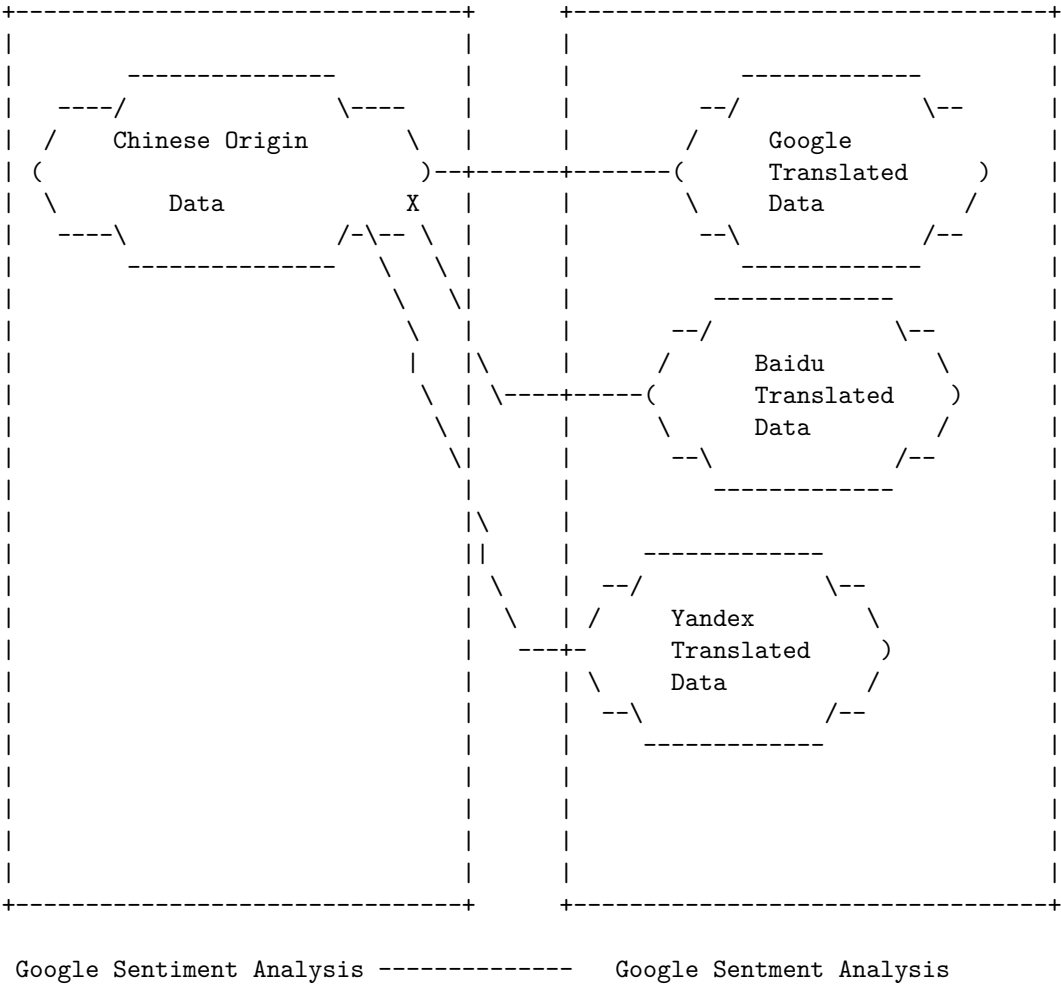 Chinese Origin
Data
Google
Translated
Data
X
Baidu
Translated
Data
Yandex
Translated
Data
Google Sentiment Analysis -------------- Google Sentment Analysis